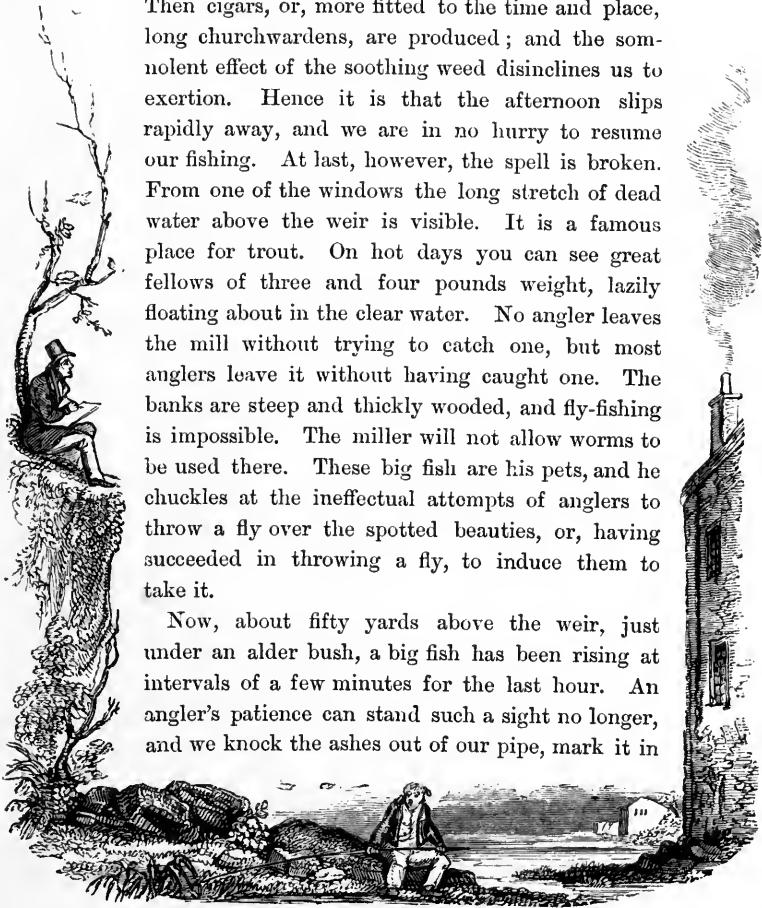 Then cigars, or, more fitted to the time and place,
long churchwardens, are produced; and the som-
nolent effect of the soothing weed disinclines us to
exertion. Hence it is that the afternoon slips
rapidly away, and we are in no hurry to resume
our fishing. At last, however, the spell is broken.
From one of the windows the long stretch of dead
water above the weir is visible. It is a famous
place for trout. On hot days you can see great
fellows of three and four pounds weight, lazily
floating about in the clear water. No angler leaves
the mill without trying to catch one, but most
anglers leave it without having caught one. The
banks are steep and thickly wooded, and fly-fishing
is impossible. The miller will not allow worms to
be used there. These big fish are his pets, and he
chuckles at the ineffectual attempts of anglers to
throw a fly over the spotted beauties, or, having
succeeded in throwing a fly, to induce them to
take it.
Now, about fifty yards above the weir, just
under an alder bush, a big fish has been rising at
intervals of a few minutes for the last hour. An
angler's patience can stand such a sight no longer,
and we knock the ashes out of our pipe, mark it in